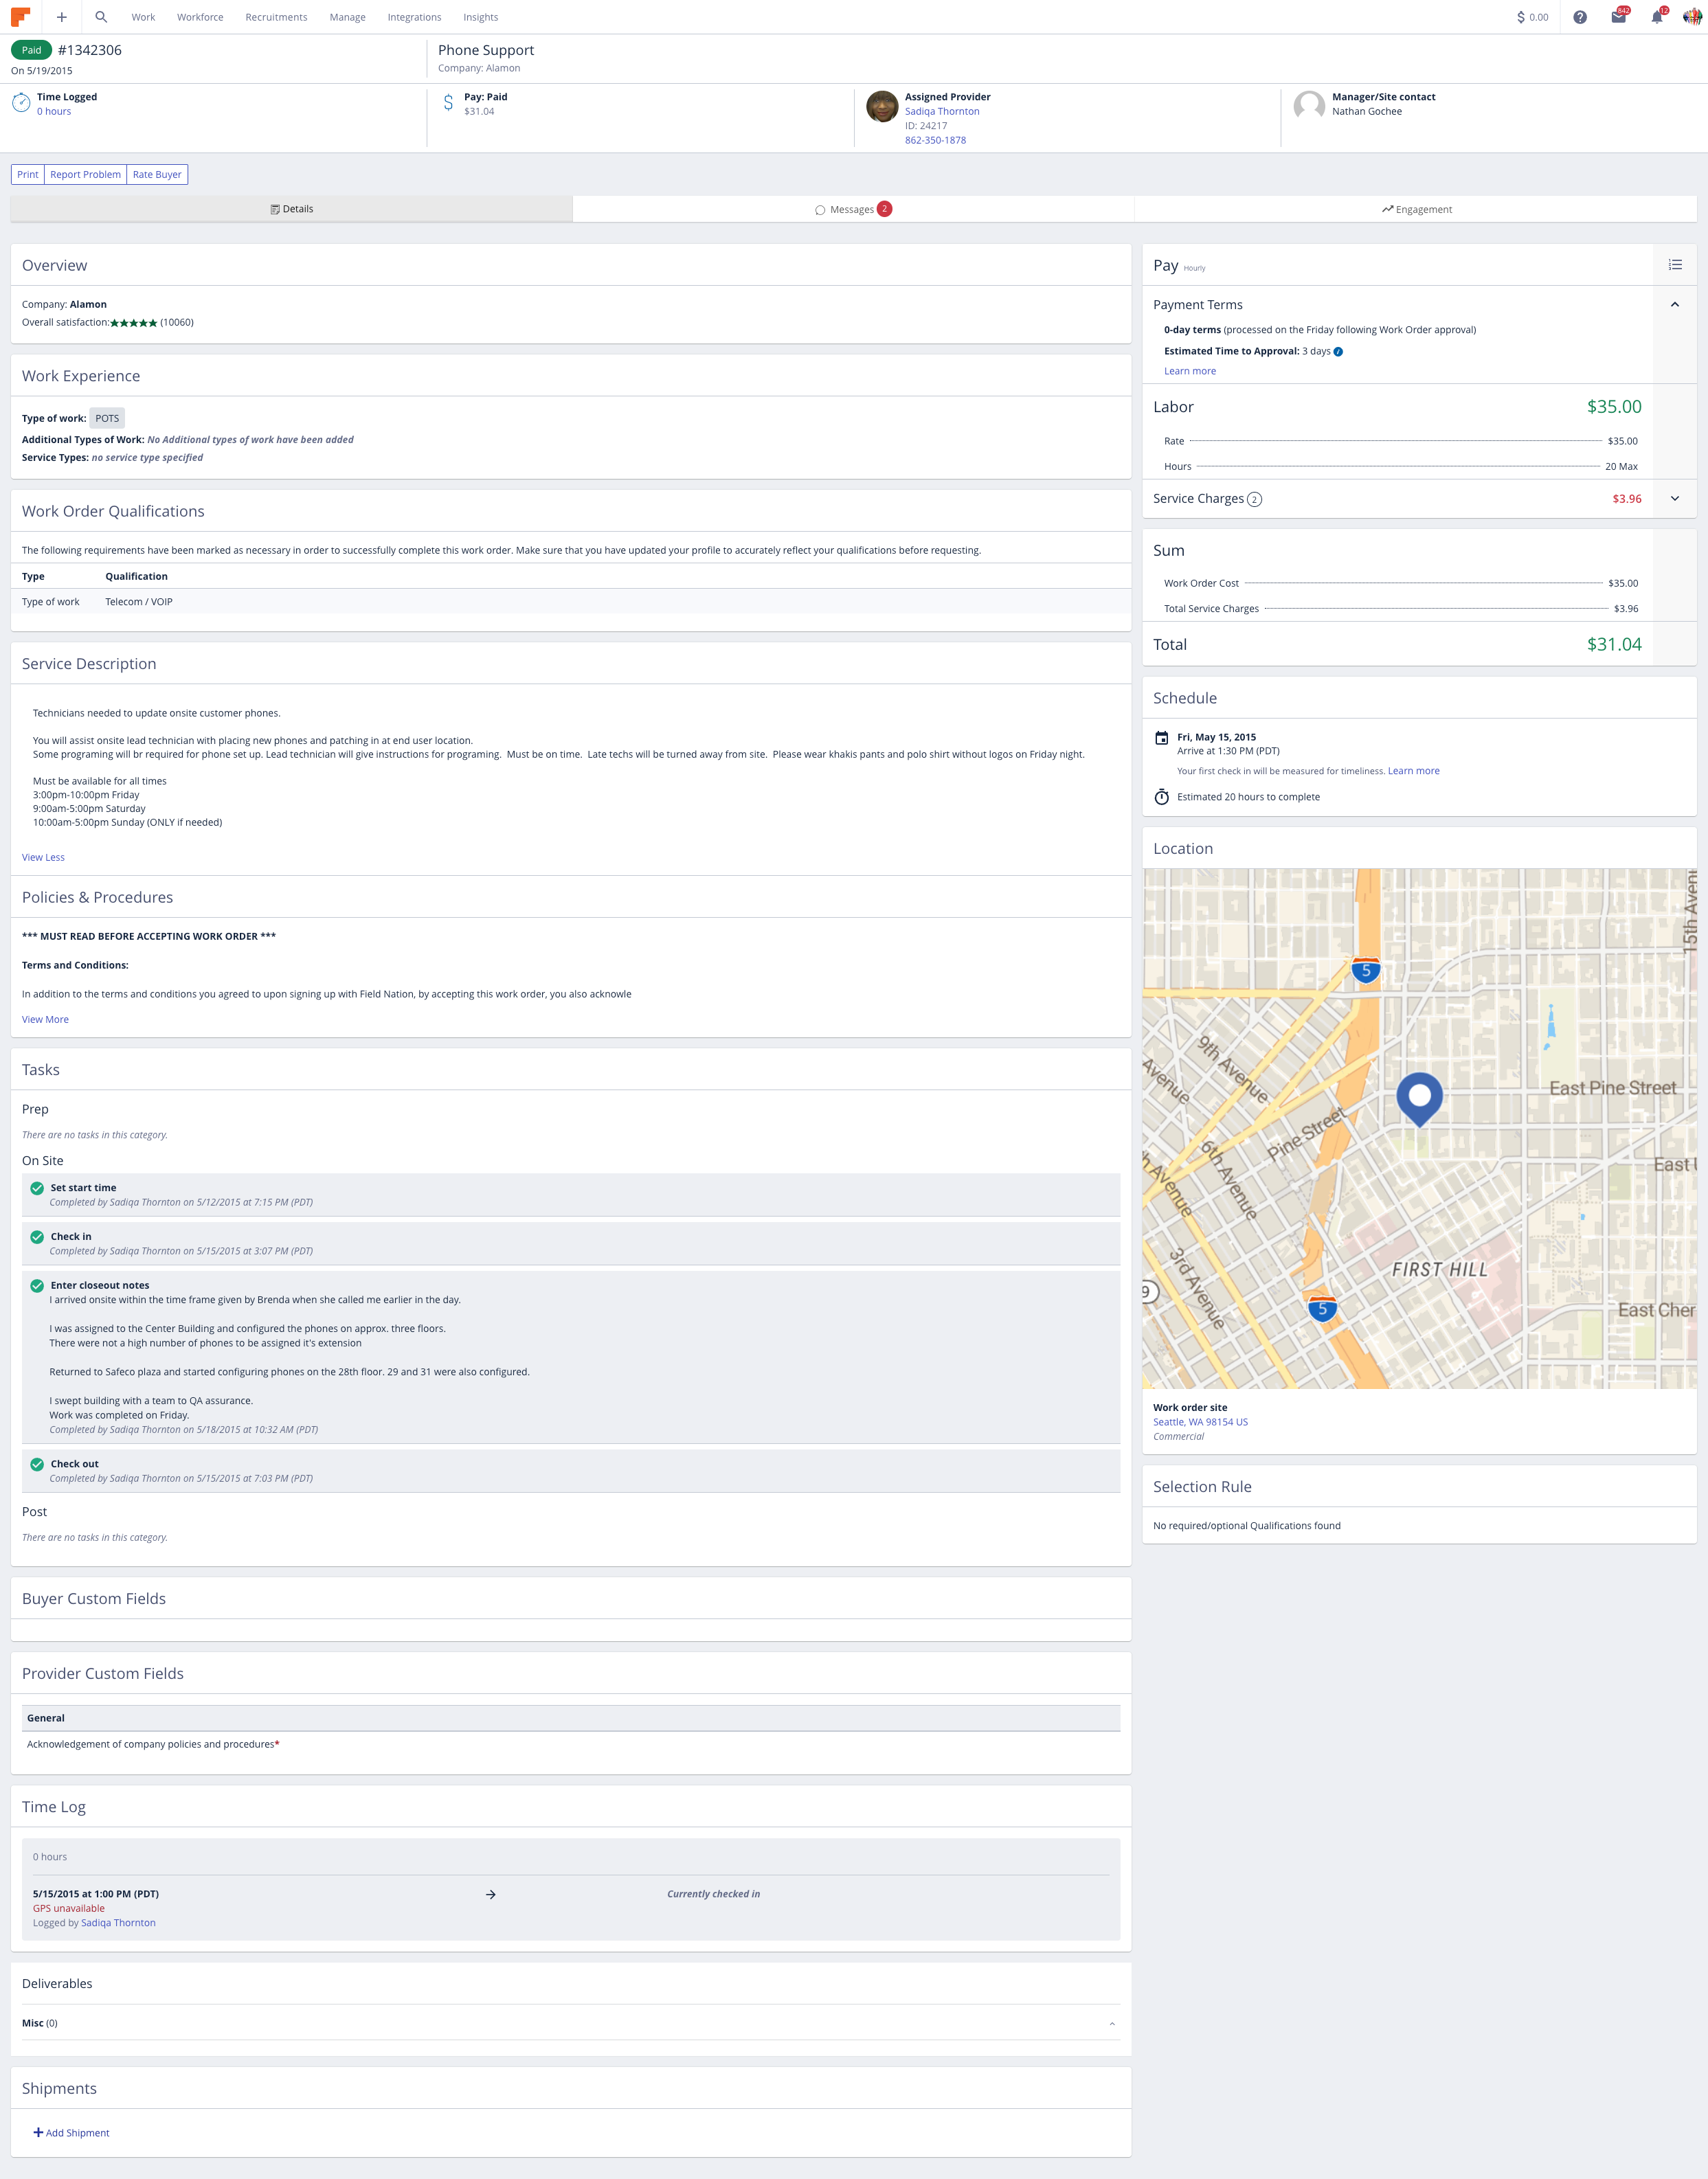 Work Workforce Recruitments Manage Integrations Insights
$ 0.00
842
12
Paid #1342306
On 5/19/2015
Phone Support
Company: Alamon
Time Logged
0 hours
Pay: Paid
$31.04
Assigned Provider
Sadiqa Thornton
ID: 24217
862-350-1878
Manager/Site contact
Nathan Gochee
Print Report Problem Rate Buyer
Details
Messages 2
Engagement
Overview
Company: Alamon
Overall satisfaction:★★★★★ (10060)
Work Experience
Type of work: POTS
Additional Types of Work: No Additional types of work have been added
Service Types: no service type specified
Work Order Qualifications
The following requirements have been marked as necessary in order to successfully complete this work order. Make sure that you have updated your profile to accurately reflect your qualifications before requesting.
Type Qualification
Type of work Telecom / VOIP
Service Description
Technicians needed to update onsite customer phones.
You will assist onsite lead technician with placing new phones and patching in at end user location.
Some programing will br required for phone set up. Lead technician will give instructions for programing. Must be on time. Late techs will be turned away from site. Please wear khakis pants and polo shirt without logos on Friday night.
Must be available for all times
3:00pm-10:00pm Friday
9:00am-5:00pm Saturday
10:00am-5:00pm Sunday (ONLY if needed)
View Less
Policies & Procedures
*** MUST READ BEFORE ACCEPTING WORK ORDER ***
Terms and Conditions:
In addition to the terms and conditions you agreed to upon signing up with Field Nation, by accepting this work order, you also acknowle
View More
Tasks
Prep
There are no tasks in this category.
On Site
Set start time
Completed by Sadiqa Thornton on 5/12/2015 at 7:15 PM (PDT)
Check in
Completed by Sadiqa Thornton on 5/15/2015 at 3:07 PM (PDT)
Enter closeout notes
I arrived onsite within the time frame given by Brenda when she called me earlier in the day.
I was assigned to the Center Building and configured the phones on approx. three floors.
There were not a high number of phones to be assigned it's extension
Returned to Safeco plaza and started configuring phones on the 28th floor. 29 and 31 were also configured.
I swept building with a team to QA assurance.
Work was completed on Friday.
Completed by Sadiqa Thornton on 5/18/2015 at 10:32 AM (PDT)
Check out
Completed by Sadiqa Thornton on 5/15/2015 at 7:03 PM (PDT)
Post
There are no tasks in this category.
Buyer Custom Fields
Provider Custom Fields
General
Acknowledgement of company policies and procedures*
Time Log
0 hours
5/15/2015 at 1:00 PM (PDT) → Currently checked in
GPS unavailable
Logged by Sadiqa Thornton
Deliverables
Misc (0)
Shipments
+ Add Shipment
Pay Hourly
Payment Terms
0-day terms (processed on the Friday following Work Order approval)
Estimated Time to Approval: 3 days
Learn more
Labor $35.00
Rate $35.00
Hours 20 Max
Service Charges 2 $3.96
Sum
Work Order Cost $35.00
Total Service Charges $3.96
Total $31.04
Schedule
Fri, May 15, 2015
Arrive at 1:30 PM (PDT)
Your first check in will be measured for timeliness. Learn more
Estimated 20 hours to complete
Location
15th Avenu
5
9th Avenue
Avenue
East Pine Street
Pine Street
6th Avenue
East U
h Avenue
3rd Avenue
FIRST HILL
9
5
East Cher
Work order site
Seattle, WA 98154 US
Commercial
Selection Rule
No required/optional Qualifications found